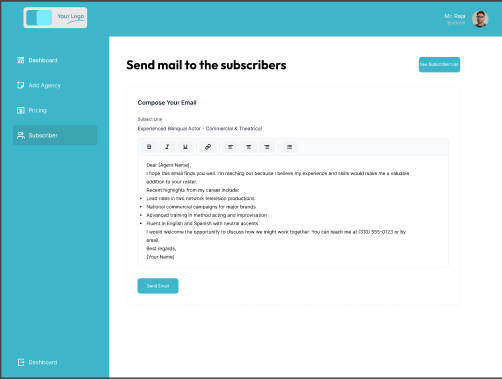 Your Logo
Mr. Raja
@admin
Dashboard
Add Agency
Pricing
Subscriber
Dashboard
Send mail to the subscribers
See Subscriber List
Compose Your Email
Subject Line
Experienced Bilingual Actor - Commercial & Theatrical
B I U
Dear [Agent Name],
I hope this email finds you well. I'm reaching out because I believe my experience and skills would make me a valuable
addition to your roster.
Recent highlights from my career include:
• Lead roles in two network television productions
• National commercial campaigns for major brands
• Advanced training in method acting and improvisation
• Fluent in English and Spanish with neutral accents
I would welcome the opportunity to discuss how we might work together. You can reach me at (310) 555-0123 or by
email.
Best regards,
[Your Name]
Send Email